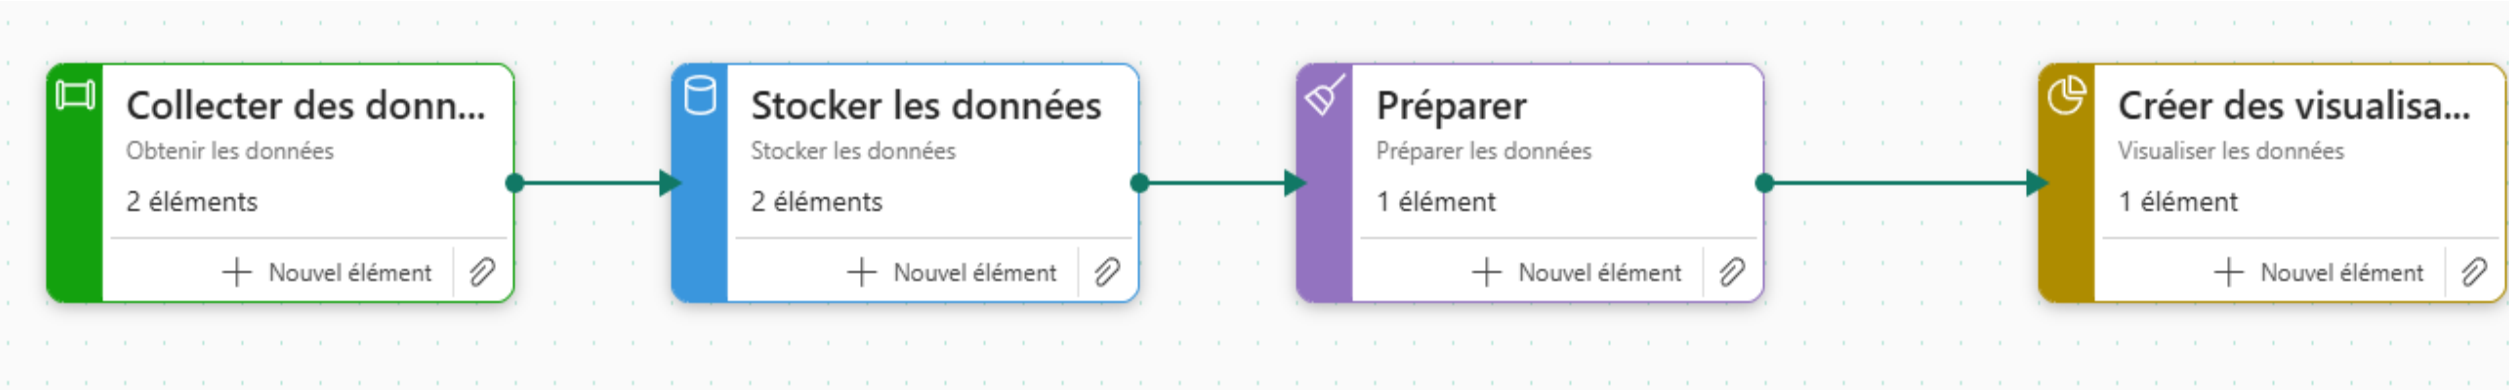 Collecter des donn...
Obtenir les données
2 éléments
Nouvel élément
Stocker les données
Stocker les données
2 éléments
Nouvel élément
Préparer
Préparer les données
1 élément
Nouvel élément
Créer des visualisa...
Visualiser les données
1 élément
Nouvel élément